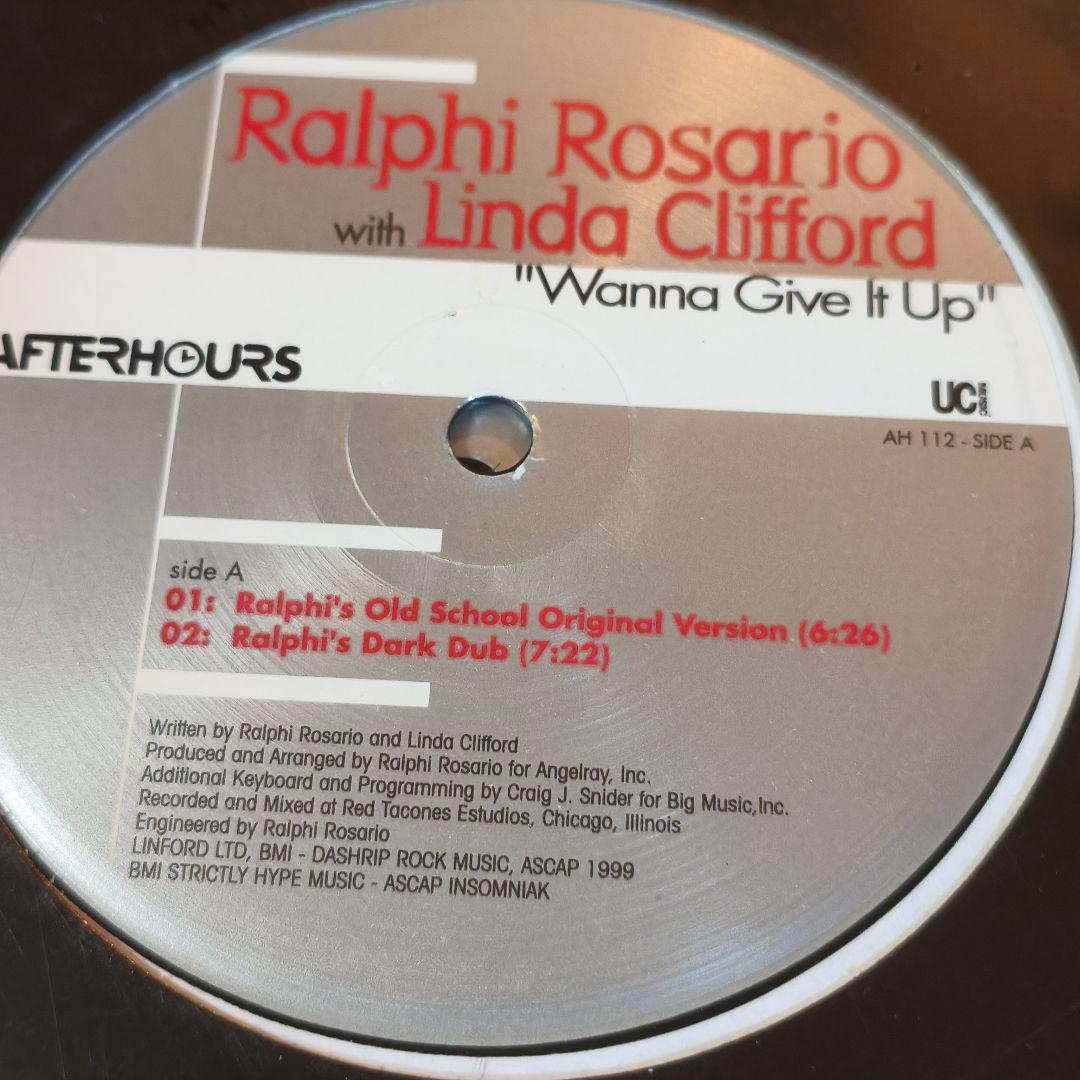 Ralphi Rosario
with Linda Clifford
"Wanna Give It Up"
AFTERHOURS
UC MUSIC
AH 112 - SIDE A
side A
01: Ralphi's Old School Original Version (6:26)
02: Ralphi's Dark Dub (7:22)
Written by Ralphi Rosario and Linda Clifford
Produced and Arranged by Ralphi Rosario for Angelray, Inc.
Additional Keyboard and Programming by Craig J. Snider for Big Music,Inc.
Recorded and Mixed at Red Tacones Estudios, Chicago, Illinois
Engineered by Ralphi Rosario
LINFORD LTD, BMI - DASHRIP ROCK MUSIC, ASCAP 1999
BMI STRICTLY HYPE MUSIC - ASCAP INSOMNIAK